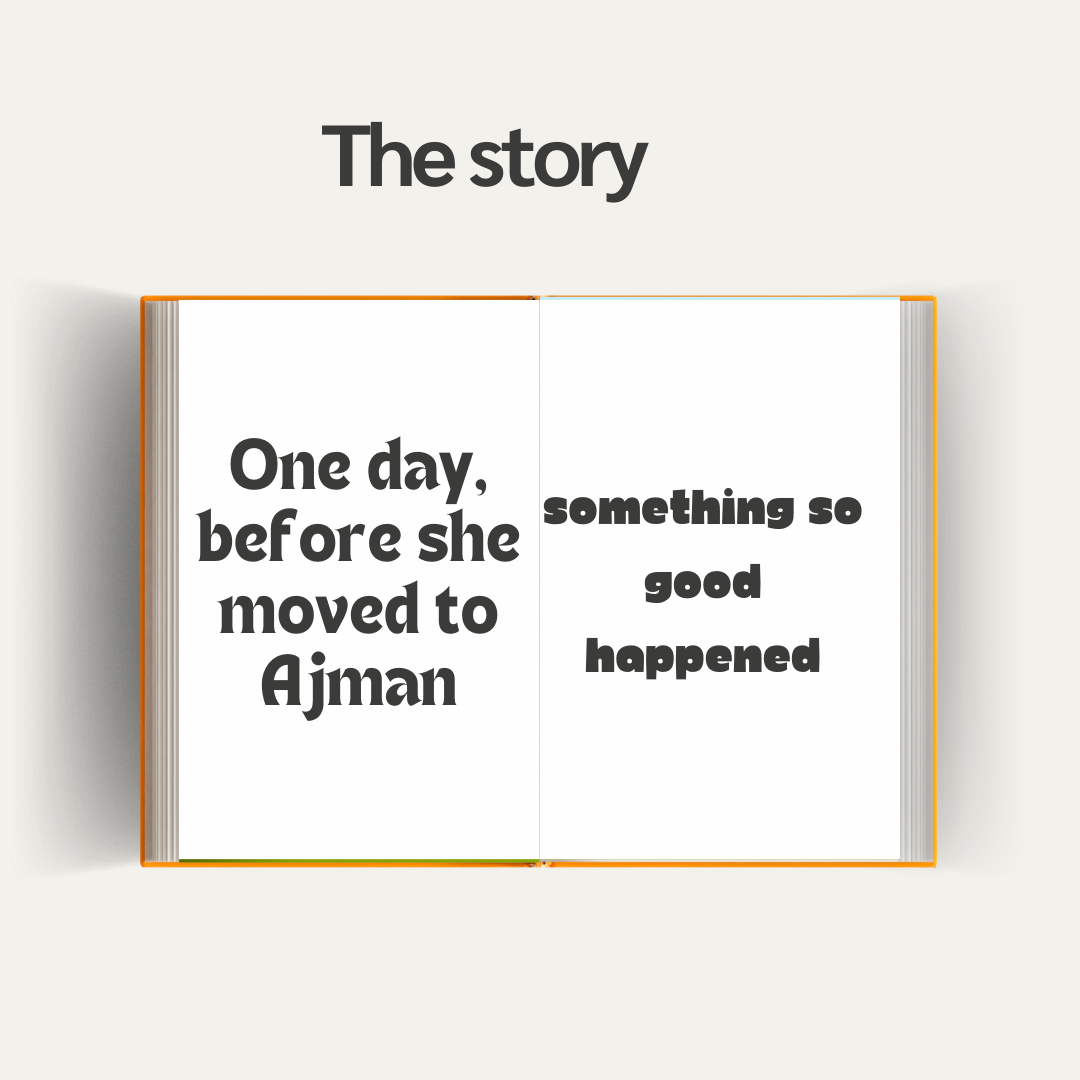 The story
One day,
before she
moved to
Ajman
something so
good
happened